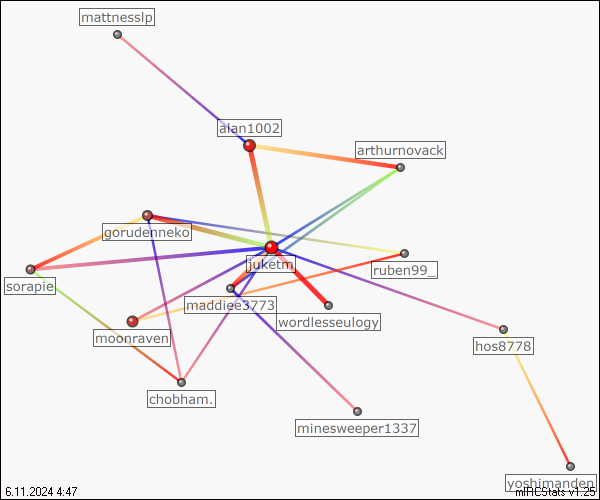 mattnesslp
alan1002
arthurnovack
gorudenneko
juketm
ruben99_
sorapie
maddiee3773
wordlesseulogy
moonraven
hos8778
chobham.
minesweeper1337
yoshimanden
6.11.2024 4:47
mIRCStats v1.25